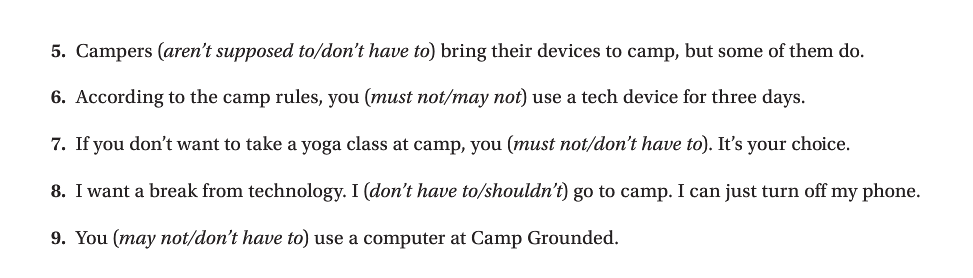 5. Campers (aren't supposed to/don't have to) bring their devices to camp, but some of them do.
6. According to the camp rules, you (must not/may not) use a tech device for three days.
7. If you don't want to take a yoga class at camp, you (must not/don't have to). It's your choice.
8. I want a break from technology. I (don't have to/shouldn't) go to camp. I can just turn off my phone.
9. You (may not/don't have to) use a computer at Camp Grounded.